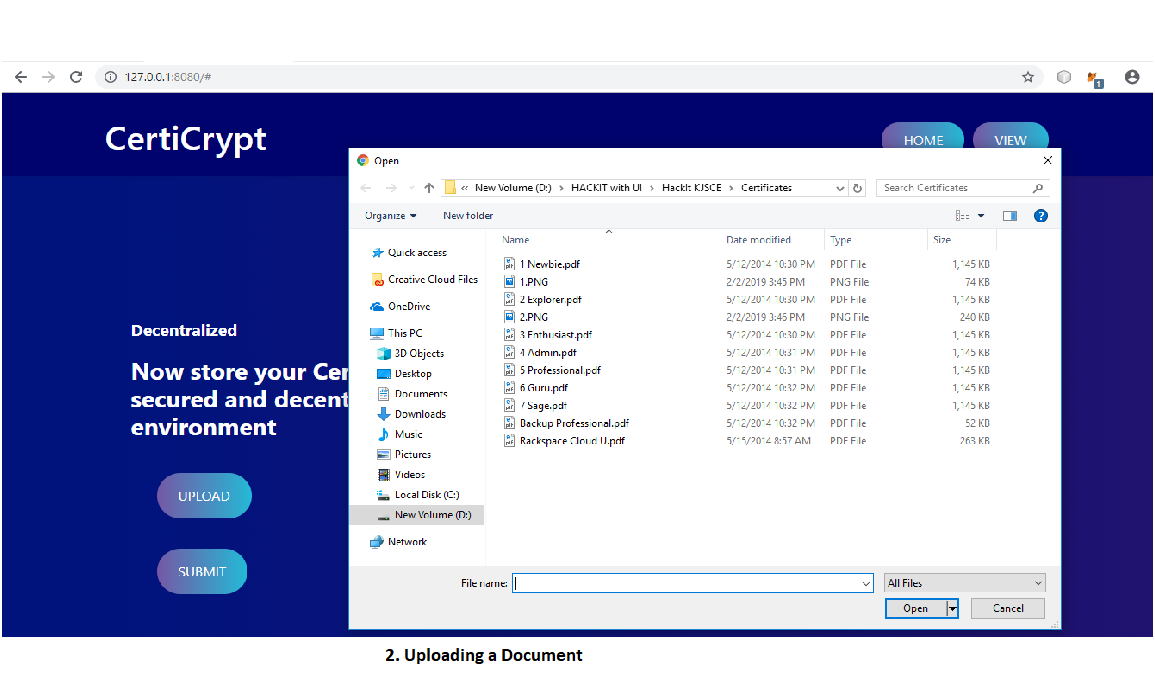 127.0.0.1:8080/#
1
CertiCrypt
HOME
VIEW
Open
« New Volume (D:) › HACKIT with UI › HackIt KJSCE › Certificates
Search Certificates
Organize
New folder
?
Name Date modified Type Size
Quick access
Creative Cloud Files
OneDrive
This PC
3D Objects
Desktop
Documents
Downloads
Music
Pictures
Videos
Local Disk (C:)
New Volume (D:)
Network
1 Newbie.pdf 5/12/2014 10:30 PM PDF File 1,145 KB
1.PNG 2/2/2019 3:45 PM PNG File 74 KB
2 Explorer.pdf 5/12/2014 10:30 PM PDF File 1,145 KB
2.PNG 2/2/2019 3:46 PM PNG File 240 KB
3 Enthusiast.pdf 5/12/2014 10:30 PM PDF File 1,145 KB
4 Admin.pdf 5/12/2014 10:31 PM PDF File 1,145 KB
5 Professional.pdf 5/12/2014 10:31 PM PDF File 1,145 KB
6 Guru.pdf 5/12/2014 10:32 PM PDF File 1,145 KB
7 Sage.pdf 5/12/2014 10:32 PM PDF File 1,145 KB
Backup Professional.pdf 5/12/2014 10:32 PM PDF File 52 KB
Rackspace Cloud U.pdf 5/15/2014 8:57 AM PDF File 263 KB
Decentralized
Now store your Cer
secured and decent
environment
UPLOAD
SUBMIT
File name:
All Files
Open
Cancel
2. Uploading a Document